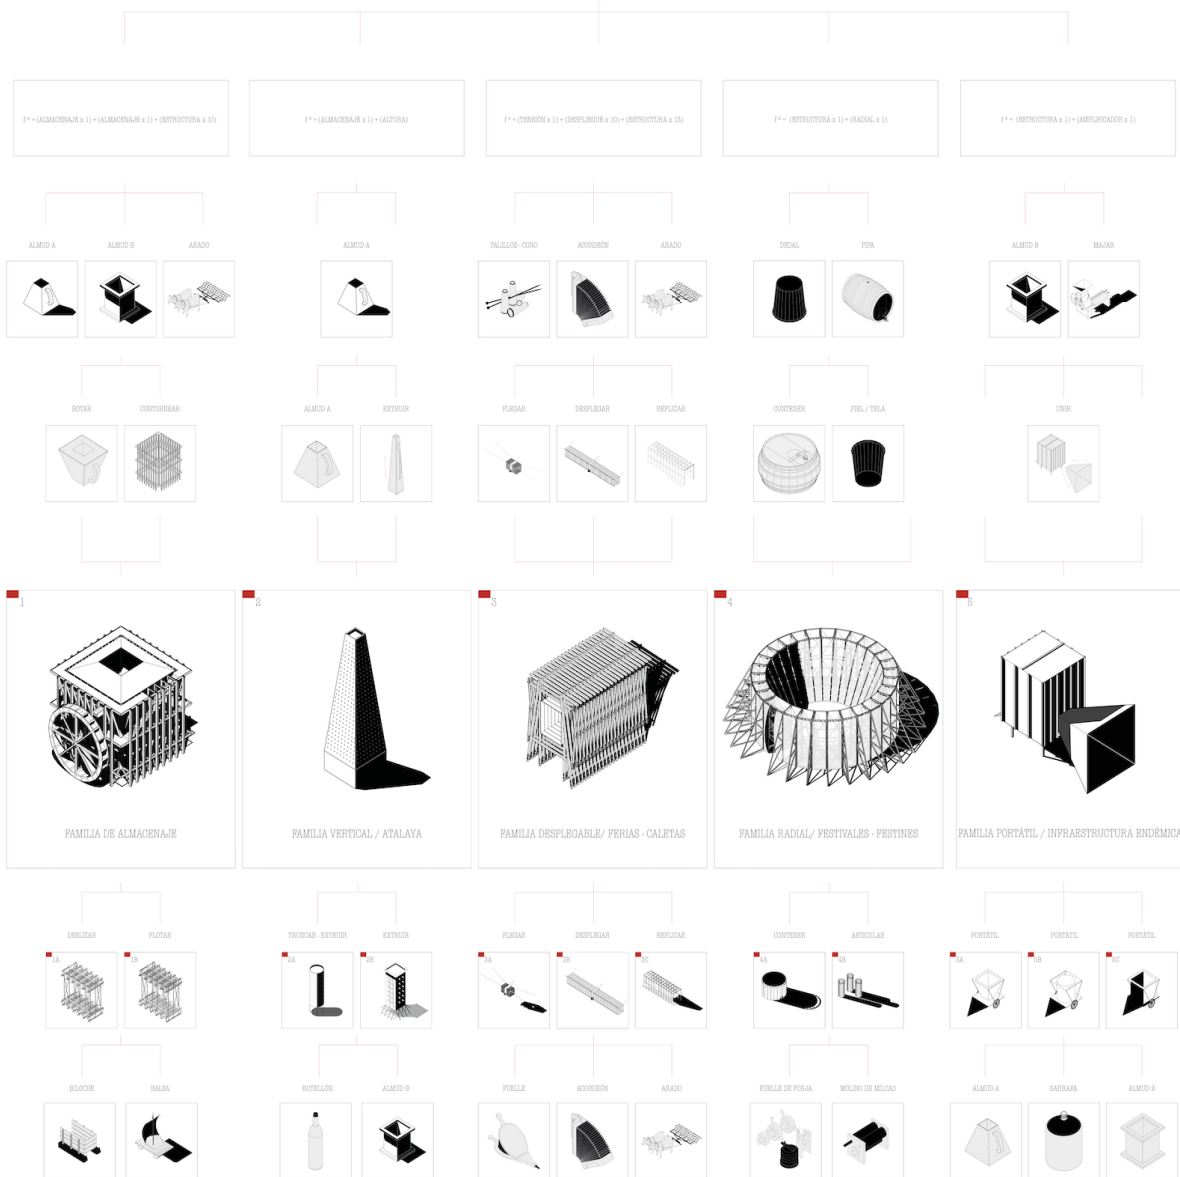 f ª = (ALMACENAJE x 1) + (ALMACENAJE x 1) + (ESTRUCTURA x 10)
f ª = (ALMACENAJE x 1) + (ALTURA)
f ª = (TENSIÓN x 1) + (DESPLIEGUE x 10) + (ESTRUCTURA x 13)
f ª = (ESTRUCTURA x 1) + (RADIAL x 1)
f ª = (ESTRUCTURA x 1) + (AMPLIFICADOR x 1)
ALMUD A
ALMUD B
ARADO
ALMUD A
PALILLOS - CONO
ACORDEÓN
ARADO
DEDAL
PIPA
ALMUD B
MAJAR
ROTAR
CONTORNEAR
ALMUD A
EXTRUIR
PLEGAR
DESPLEGAR
REPLICAR
CONTENER
PIEL / TELA
UNIR
1
2
3
4
5
FAMILIA DE ALMACENAJE
FAMILIA VERTICAL / ATALAYA
FAMILIA DESPLEGABLE/ FERIAS - CALETAS
FAMILIA RADIAL/ FESTIVALES - FESTINES
FAMILIA PORTÁTIL / INFRAESTRUCTURA ENDÉMICA
DESLIZAR
FLOTAR
TRUNCAR - EXTRUIR
EXTRUIR
PLEGAR
DESPLEGAR
REPLICAR
CONTENER
ARTICULAR
PORTÁTIL
PORTÁTIL
PORTÁTIL
1A
1B
2A
2B
3A
3B
3C
4A
4B
5A
5B
5C
BILOCHE
BALSA
BOTELLÓN
ALMUD B
FUELLE
ACORDEÓN
ARADO
FUELLE DE FORJA
MOLINO DE MILCAO
ALMUD A
GARRAFA
ALMUD B